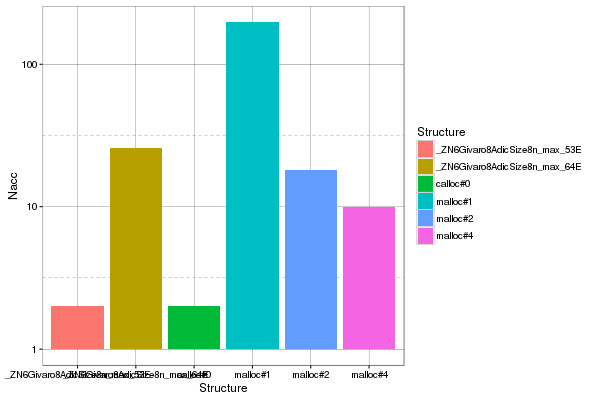 100
10
1
Nacc
malloc#1
malloc#2
malloc#4
Structure
Structure
_ZN6Givaro8AdicSize8n_max_53E
_ZN6Givaro8AdicSize8n_max_64E
calloc#0
malloc#1
malloc#2
malloc#4